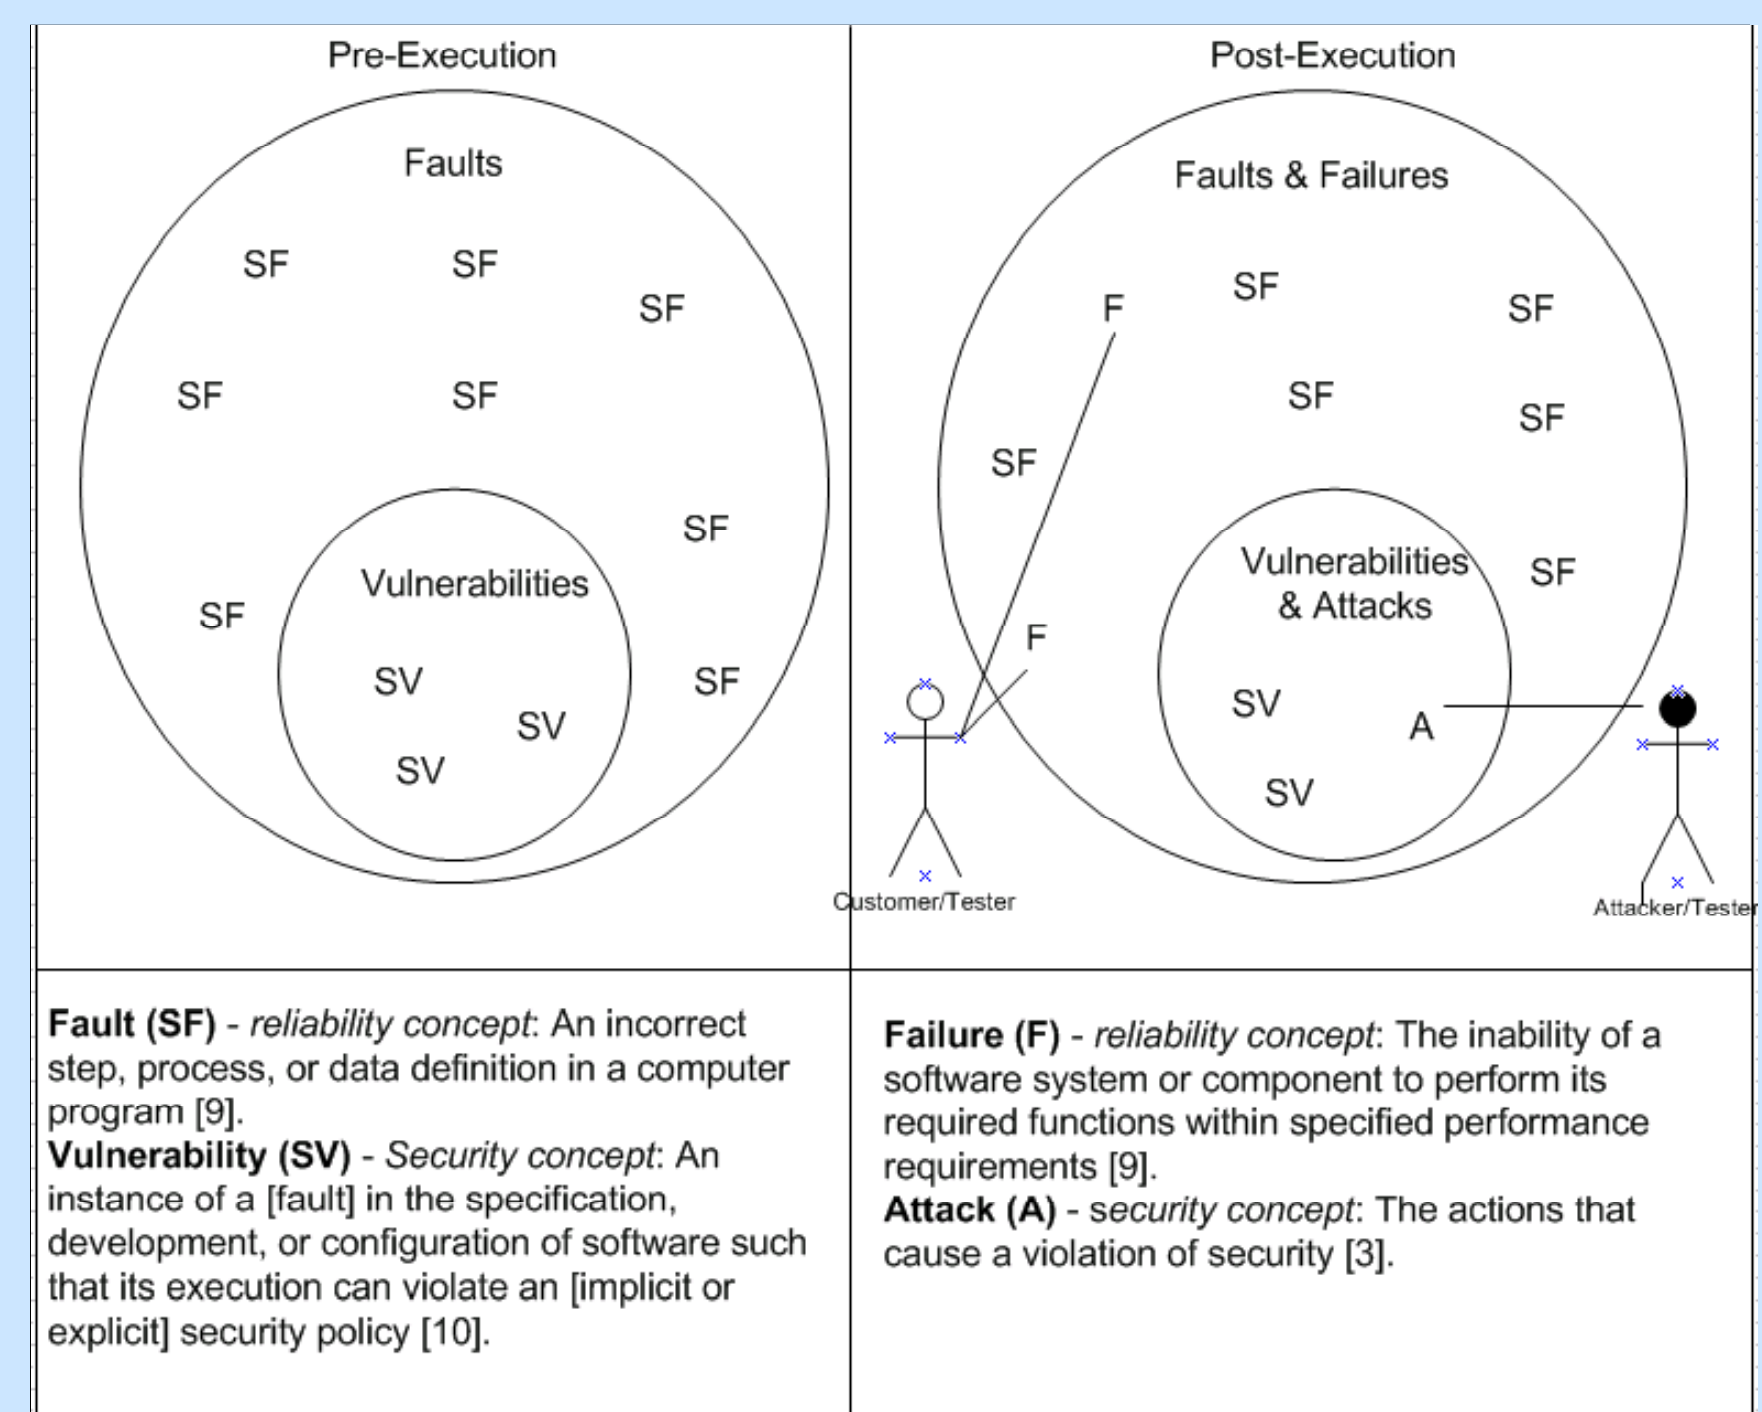 Pre-Execution
Faults
SF
SF
SF
SF
SF
SF
Vulnerabilities
SF
SV
SF
SV
SV
Post-Execution
Faults & Failures
SF
F
SF
SF
SF
SF
Vulnerabilities
SF
& Attacks
F
SV
A
SV
Customer/Tester
Attacker/Tester
Fault (SF) - reliability concept: An incorrect
step, process, or data definition in a computer
program [9].
Vulnerability (SV) - Security concept: An
instance of a [fault] in the specification,
development, or configuration of software such
that its execution can violate an [implicit or
explicit] security policy [10].
Failure (F) - reliability concept: The inability of a
software system or component to perform its
required functions within specified performance
requirements [9].
Attack (A) - security concept: The actions that
cause a violation of security [3].